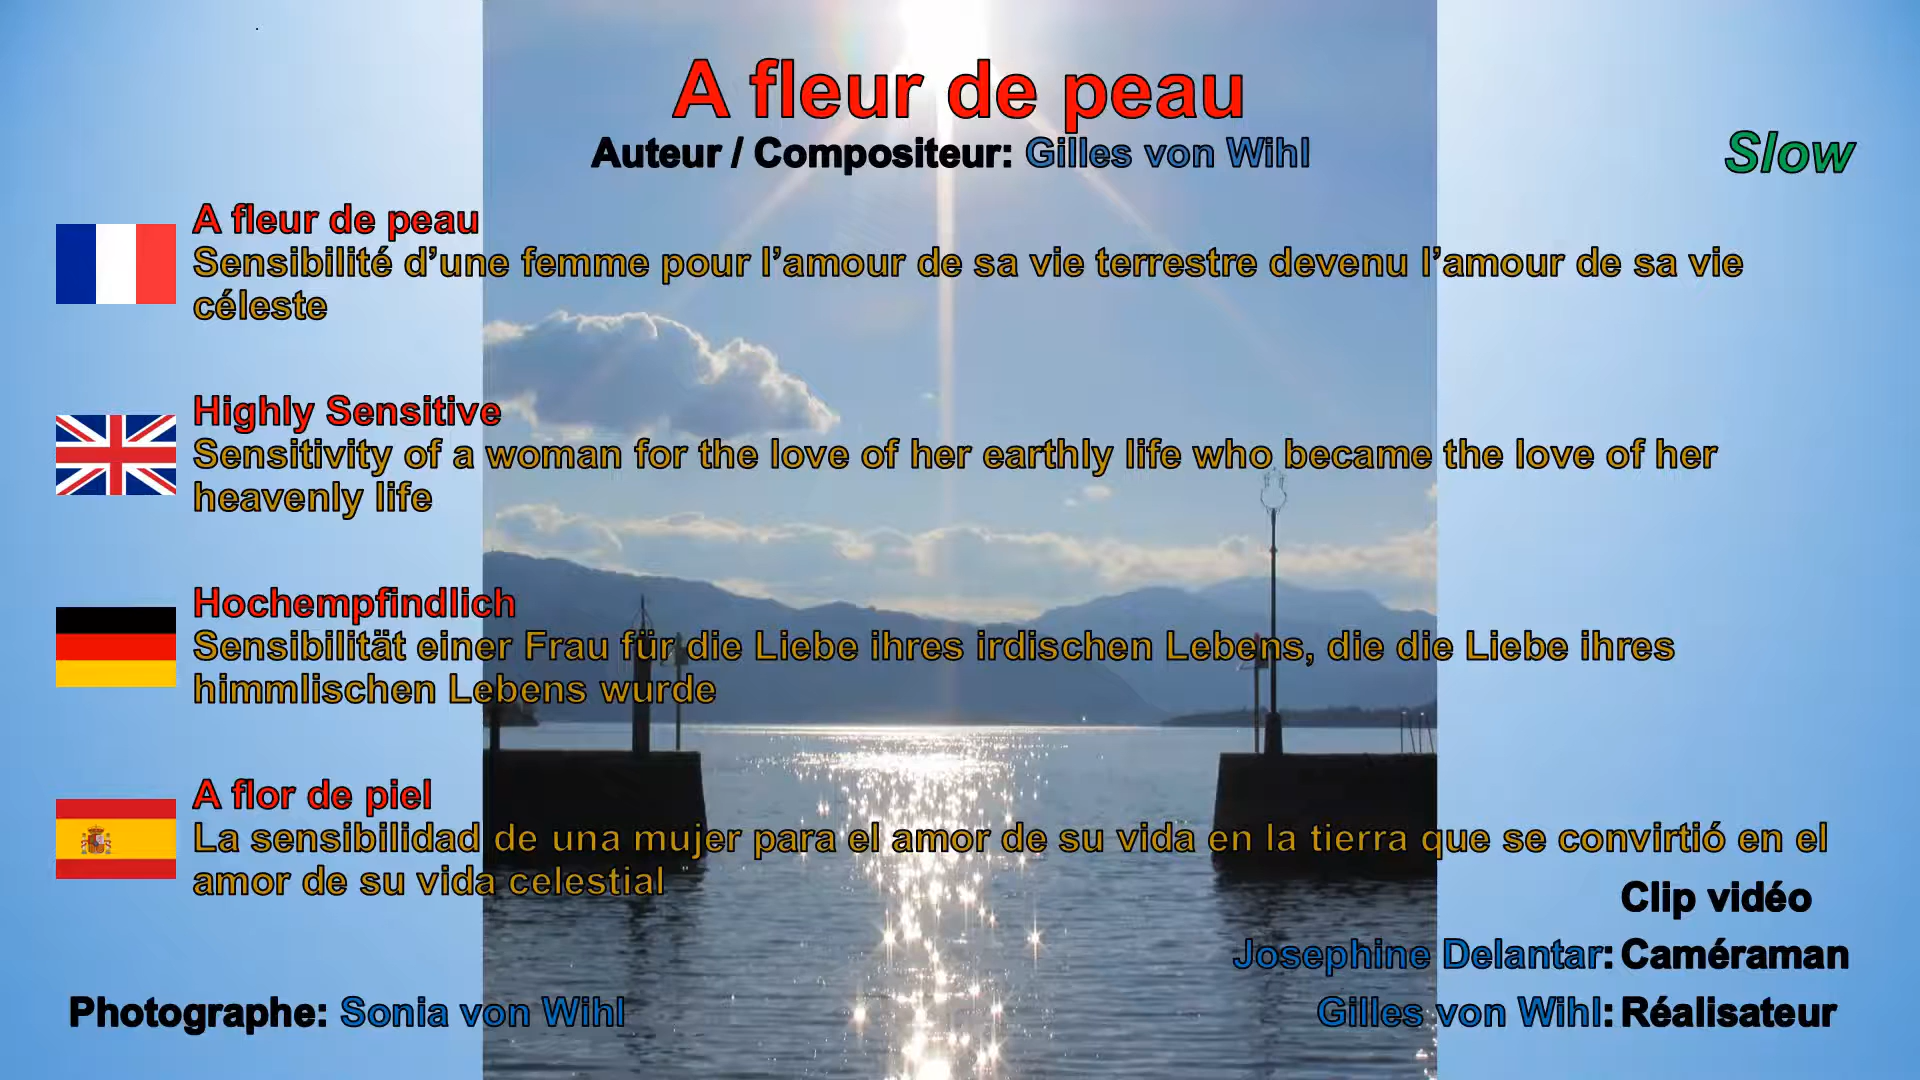 A fleur de peau
Auteur / Compositeur: Gilles von Wihl
Slow
A fleur de peau
Sensibilité d’une femme pour l’amour de sa vie terrestre devenu l’amour de sa vie
céleste
Highly Sensitive
Sensitivity of a woman for the love of her earthly life who became the love of her
heavenly life
Hochempfindlich
Sensibilität einer Frau für die Liebe ihres irdischen Lebens, die die Liebe ihres
himmlischen Lebens wurde
A flor de piel
La sensibilidad de una mujer para el amor de su vida en la tierra que se convirtió en el
amor de su vida celestial
Clip vidéo
Josephine Delantar: Caméraman
Photographe: Sonia von Wihl
Gilles von Wihl: Réalisateur